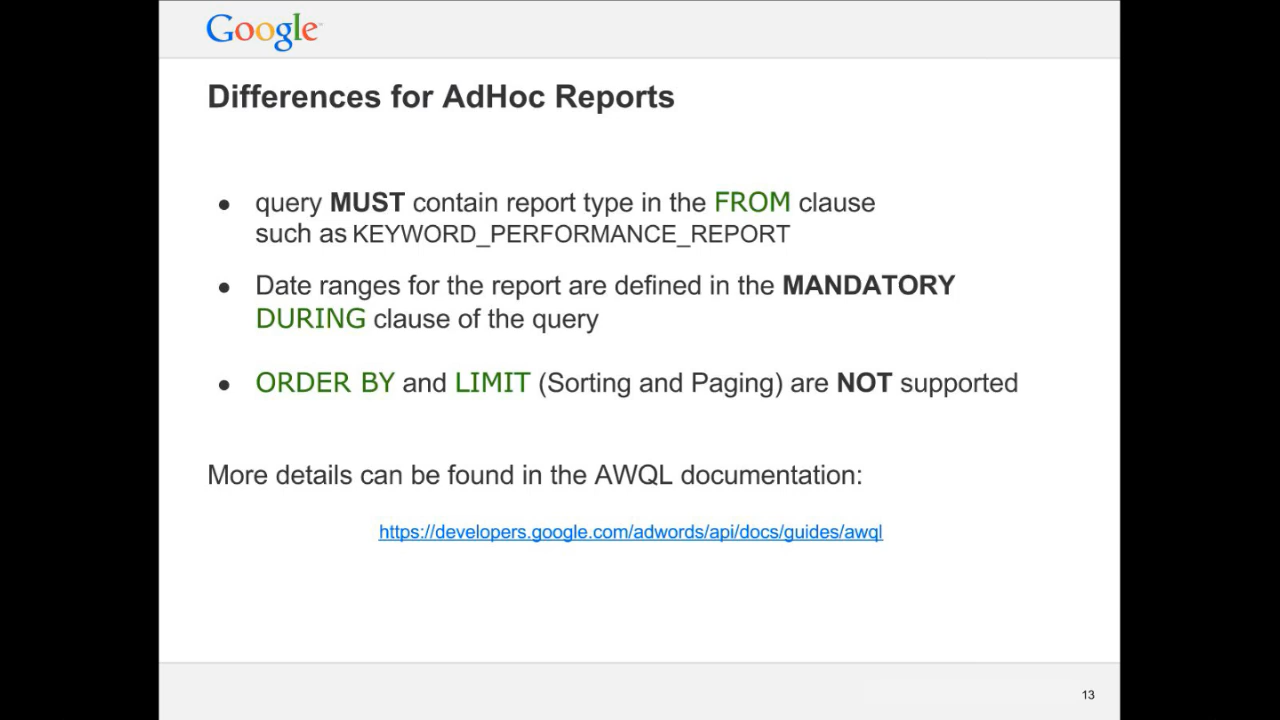 Google
Differences for AdHoc Reports
● query MUST contain report type in the FROM clause
such as KEYWORD_PERFORMANCE_REPORT
● Date ranges for the report are defined in the MANDATORY
DURING clause of the query
● ORDER BY and LIMIT (Sorting and Paging) are NOT supported
More details can be found in the AWQL documentation:
https://developers.google.com/adwords/api/docs/guides/awql
13